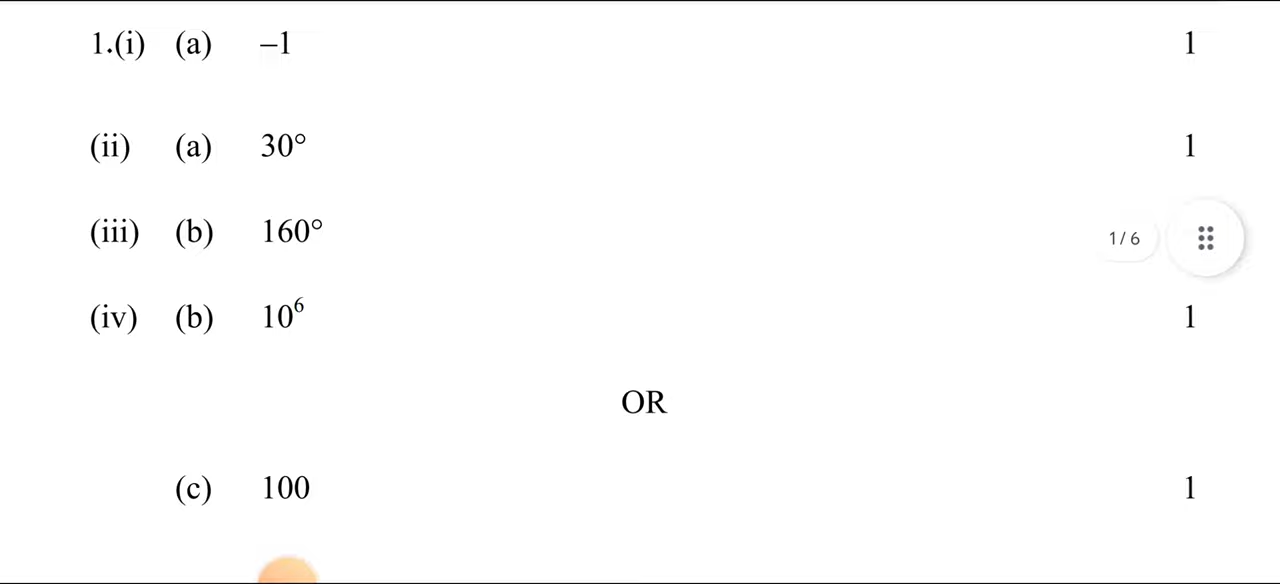 1.(i) (a) –1 1
(ii) (a) 30° 1
(iii) (b) 160°
1/6
(iv) (b) 10⁶ 1
OR
(c) 100 1